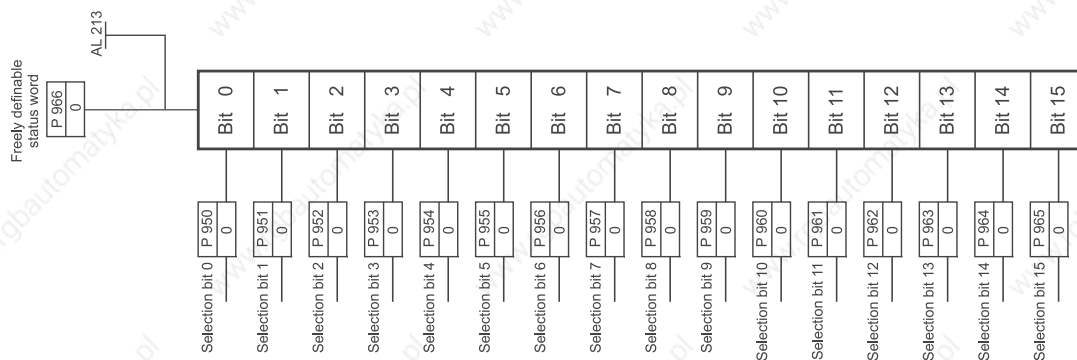 Freely definable
status word
P 966
0
AL 213
Bit 0
Bit 1
Bit 2
Bit 3
Bit 4
Bit 5
Bit 6
Bit 7
Bit 8
Bit 9
Bit 10
Bit 11
Bit 12
Bit 13
Bit 14
Bit 15
Selection bit 0
P 950
0
Selection bit 1
P 951
0
Selection bit 2
P 952
0
Selection bit 3
P 953
0
Selection bit 4
P 954
0
Selection bit 5
P 955
0
Selection bit 6
P 956
0
Selection bit 7
P 957
0
Selection bit 8
P 958
0
Selection bit 9
P 959
0
Selection bit 10
P 960
0
Selection bit 11
P 961
0
Selection bit 12
P 962
0
Selection bit 13
P 963
0
Selection bit 14
P 964
0
Selection bit 15
P 965
0
www.rgbautomatyka.pl